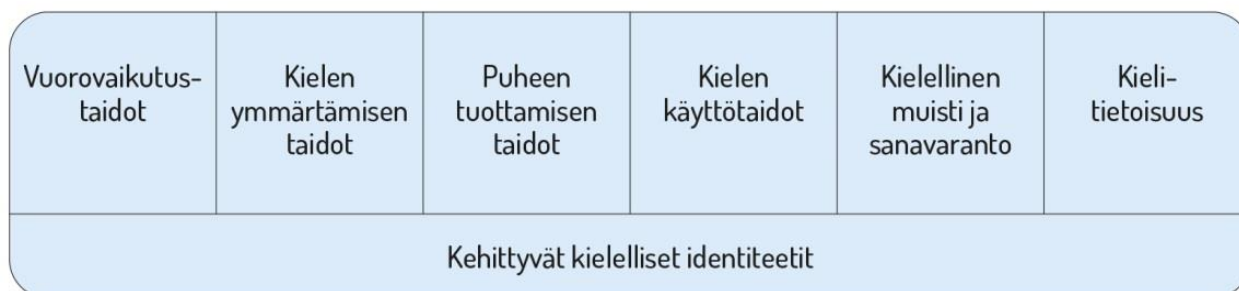 Vuorovaikutus-
taidot
Kielen
ymmärtämisen
taidot
Puheen
tuottamisen
taidot
Kielen
käyttötaidot
Kielellinen
muisti ja
sanavaranto
Kieli-
tietoisuus
Kehittyvät kielelliset identiteetit